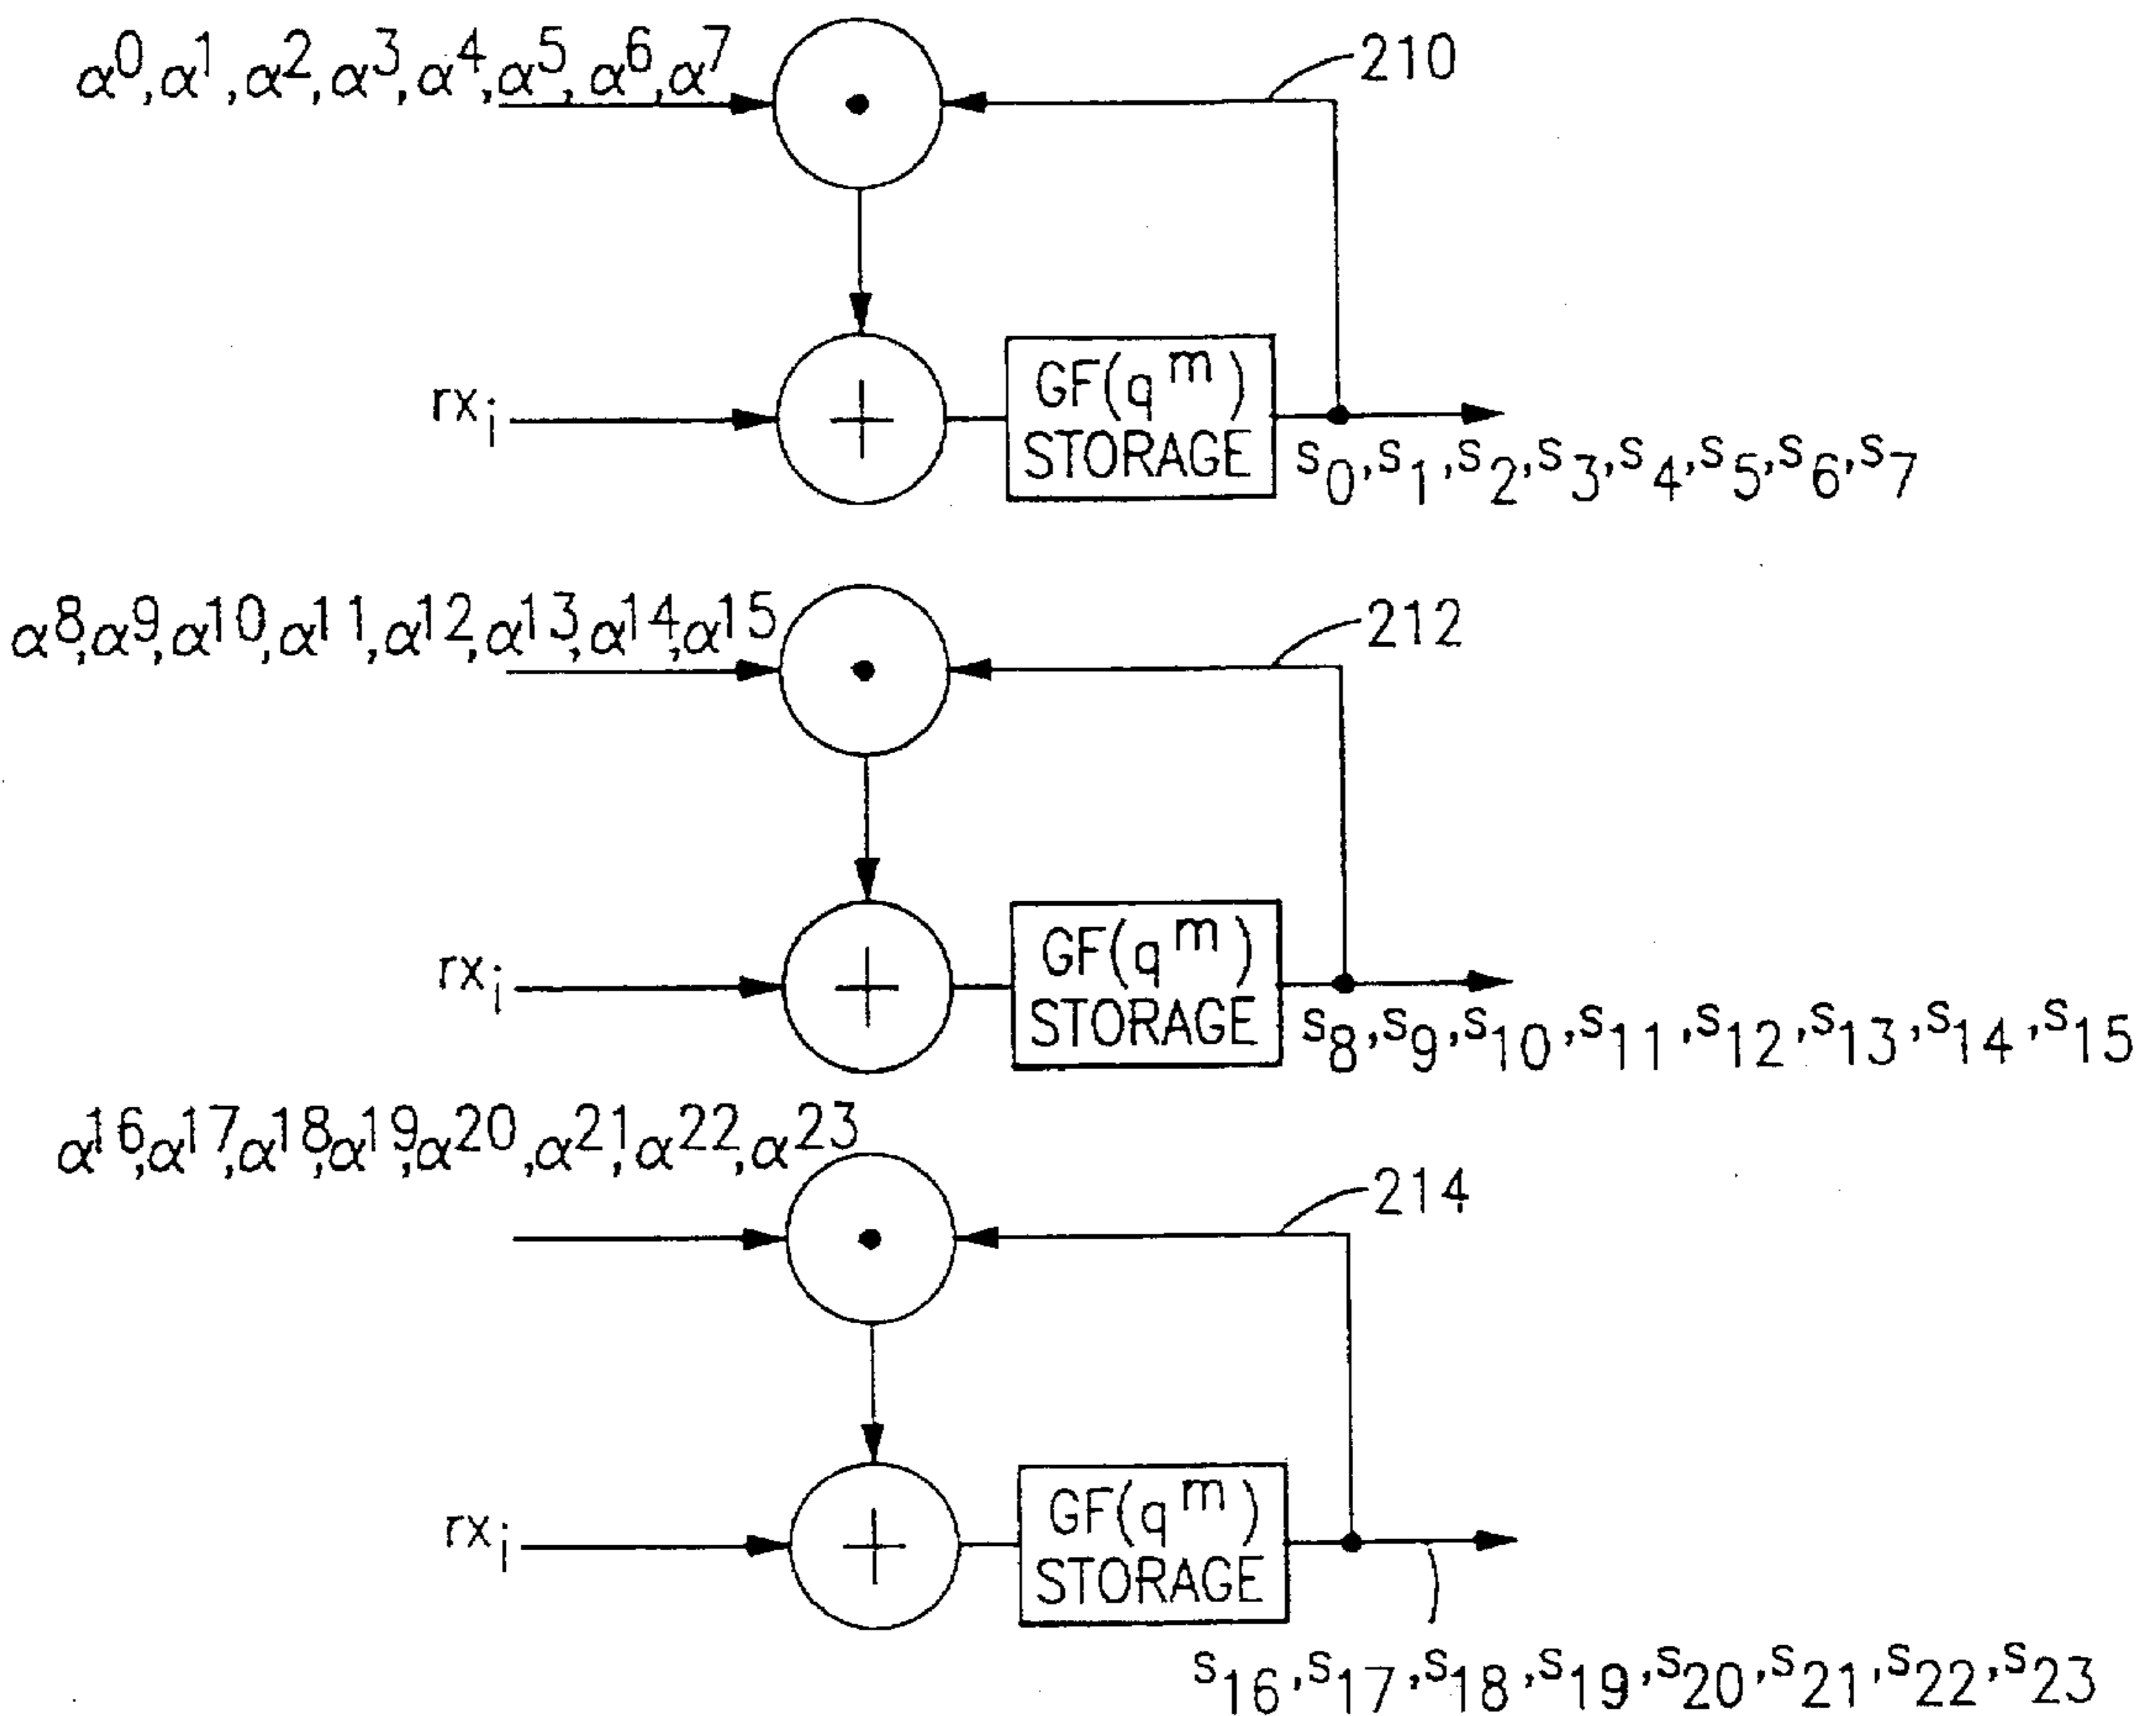 α⁰,α¹,α²,α³,α⁴,α⁵,α⁶,α⁷
210
rxᵢ
GF(qᵐ)
STORAGE
s₀,s₁,s₂,s₃,s₄,s₅,s₆,s₇
α⁸,α⁹,α¹⁰,α¹¹,α¹²,α¹³,α¹⁴,α¹⁵
212
rxᵢ
GF(qᵐ)
STORAGE
s₈,s₉,s₁₀,s₁₁,s₁₂,s₁₃,s₁₄,s₁₅
α¹⁶,α¹⁷,α¹⁸,α¹⁹,α²⁰,α²¹,α²²,α²³
214
rxᵢ
GF(qᵐ)
STORAGE
s₁₆,s₁₇,s₁₈,s₁₉,s₂₀,s₂₁,s₂₂,s₂₃